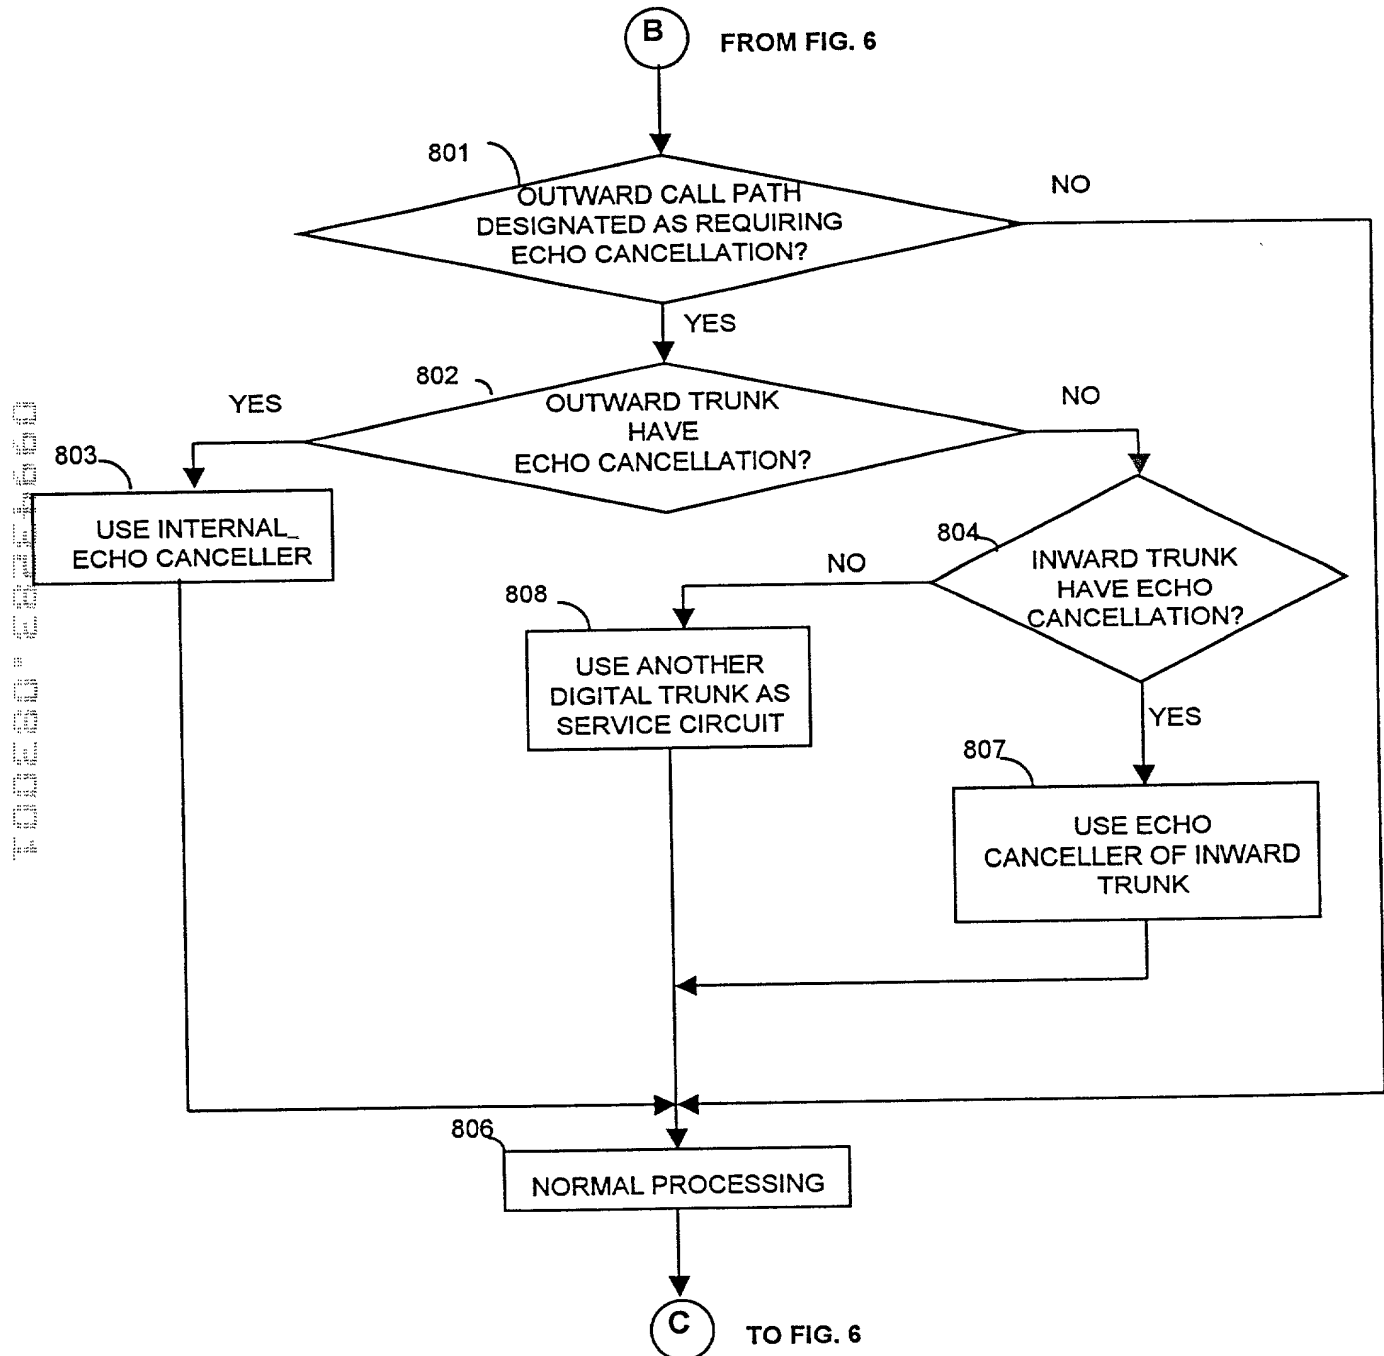 B
FROM FIG. 6
801
OUTWARD CALL PATH
DESIGNATED AS REQUIRING
ECHO CANCELLATION?
NO
YES
802
OUTWARD TRUNK
HAVE
ECHO CANCELLATION?
YES
NO
803
USE INTERNAL_
ECHO CANCELLER
804
INWARD TRUNK
HAVE ECHO
CANCELLATION?
NO
808
USE ANOTHER
DIGITAL TRUNK AS
SERVICE CIRCUIT
YES
807
USE ECHO
CANCELLER OF INWARD
TRUNK
806
NORMAL PROCESSING
C
TO FIG. 6